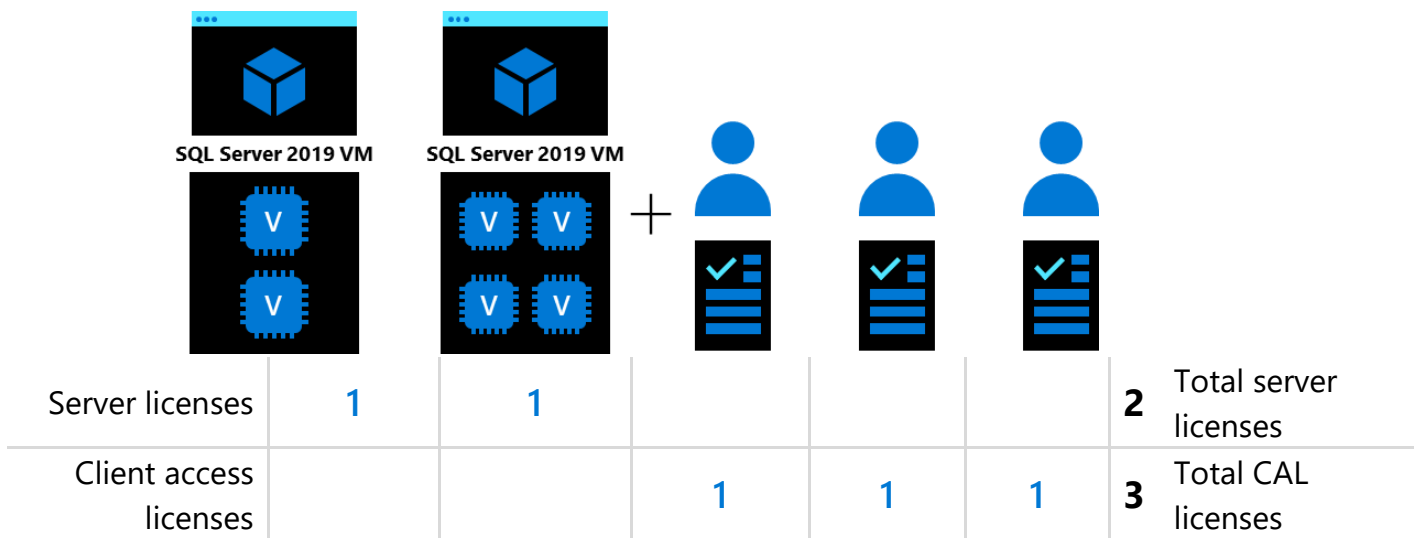 SQL Server 2019 VM
SQL Server 2019 VM
V
V
V
V
V
V
Server licenses
1
1
2
Total server
licenses
Client access
licenses
1
1
1
3
Total CAL
licenses